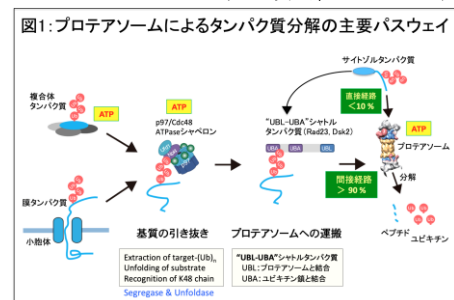 図1:プロテアソームによるタンパク質分解の主要パスウェイ
サイトゾルタンパク質
複合体
タンパク質
ATP
ATP
p97/Cdc48
ATPaseシャペロン
直接経路
<10 %
"UBL-UBA"シャトル
タンパク質(Rad23, Dsk2)
UBA
UBA
UBL
ATP
プロテアソーム
間接経路
> 90 %
分解
膜タンパク質
小胞体
ペプチド
ユビキチン
基質の引き抜き
プロテアソームへの運搬
Extraction of target-(Ub)n
Unfolding of substrate
Recognition of K48 chain
"UBL-UBA"シャトルタンパク質
UBL:プロテアソームと結合
UBA:ユビキチン鎖と結合
Segregase & Unfoldase